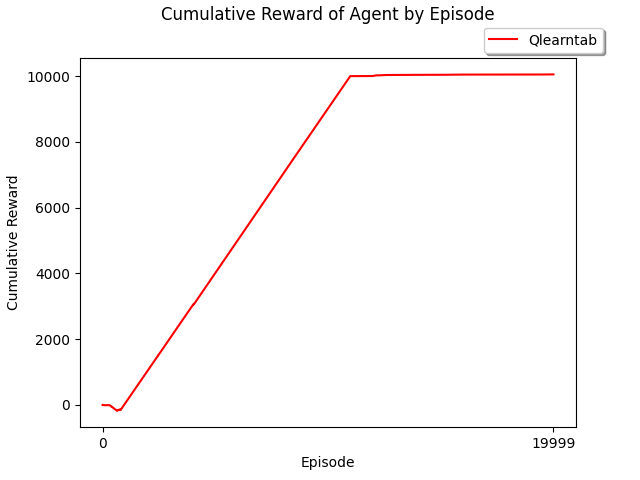 Cumulative Reward of Agent by Episode
Qlearntab
10000
8000
6000
4000
2000
0
Cumulative Reward
0
19999
Episode